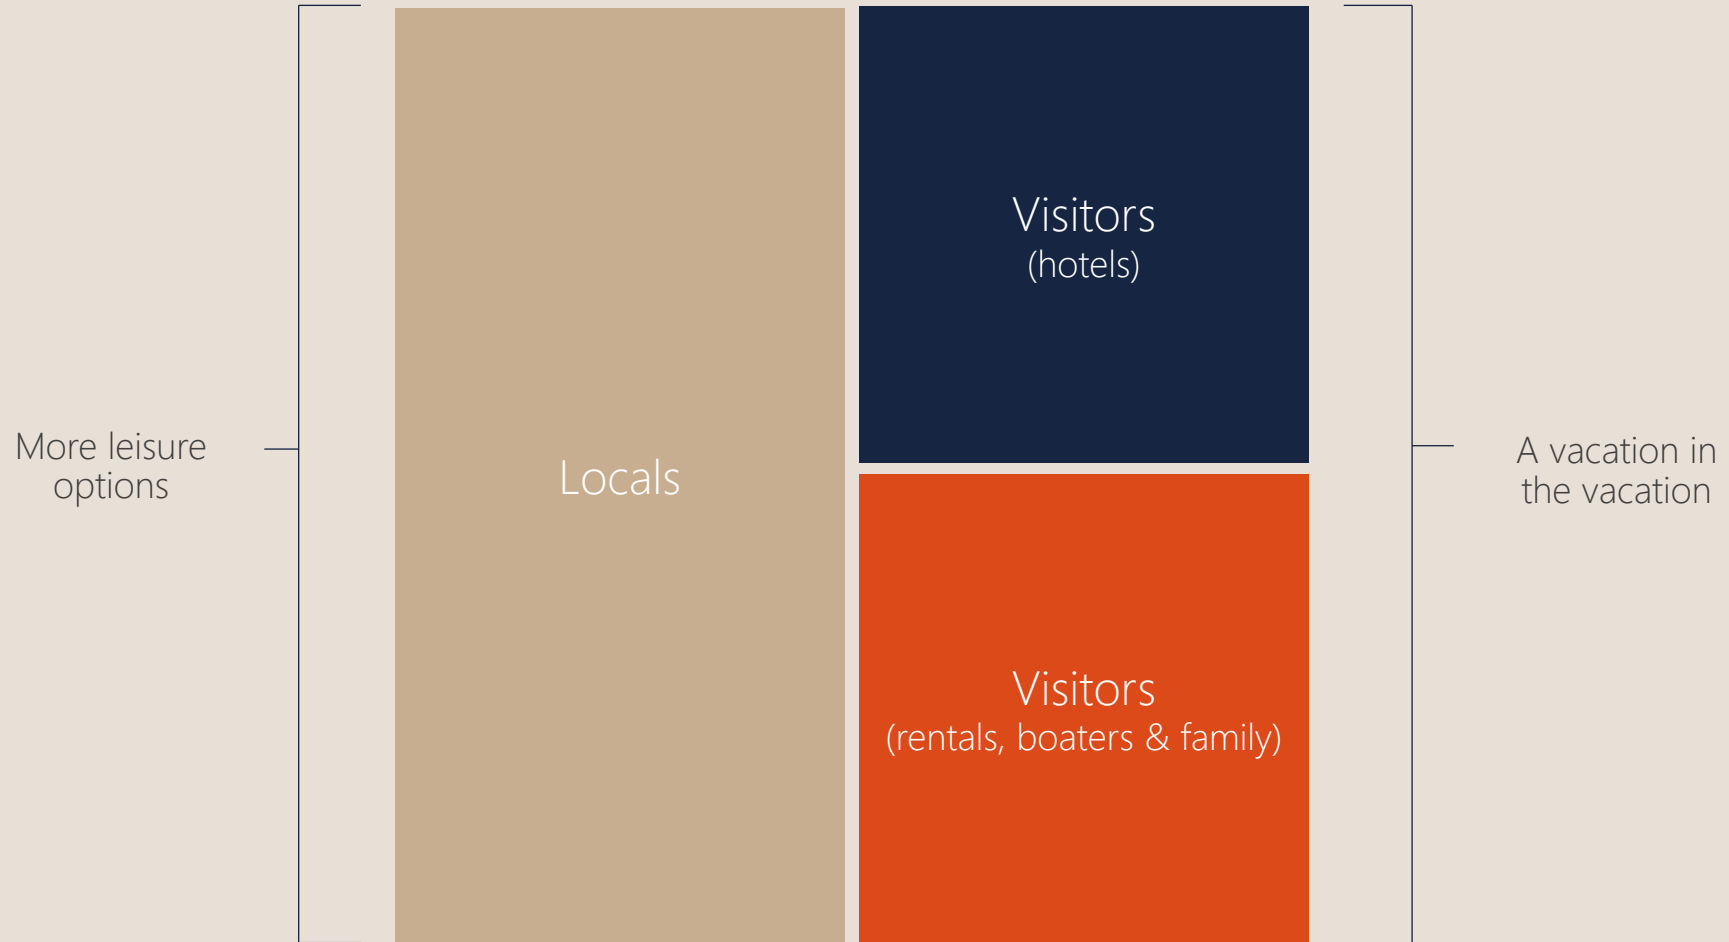 More leisure
options
Locals
Visitors
(hotels)
Visitors
(rentals, boaters & family)
A vacation in
the vacation